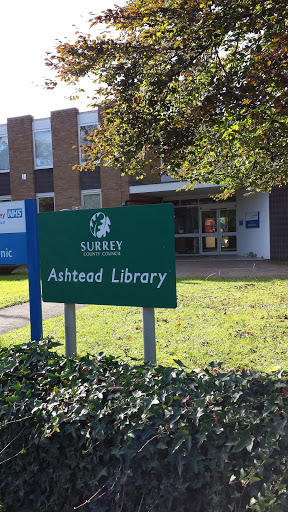 NHS
nic
SURREY
COUNTY COUNCIL
Ashtead Library